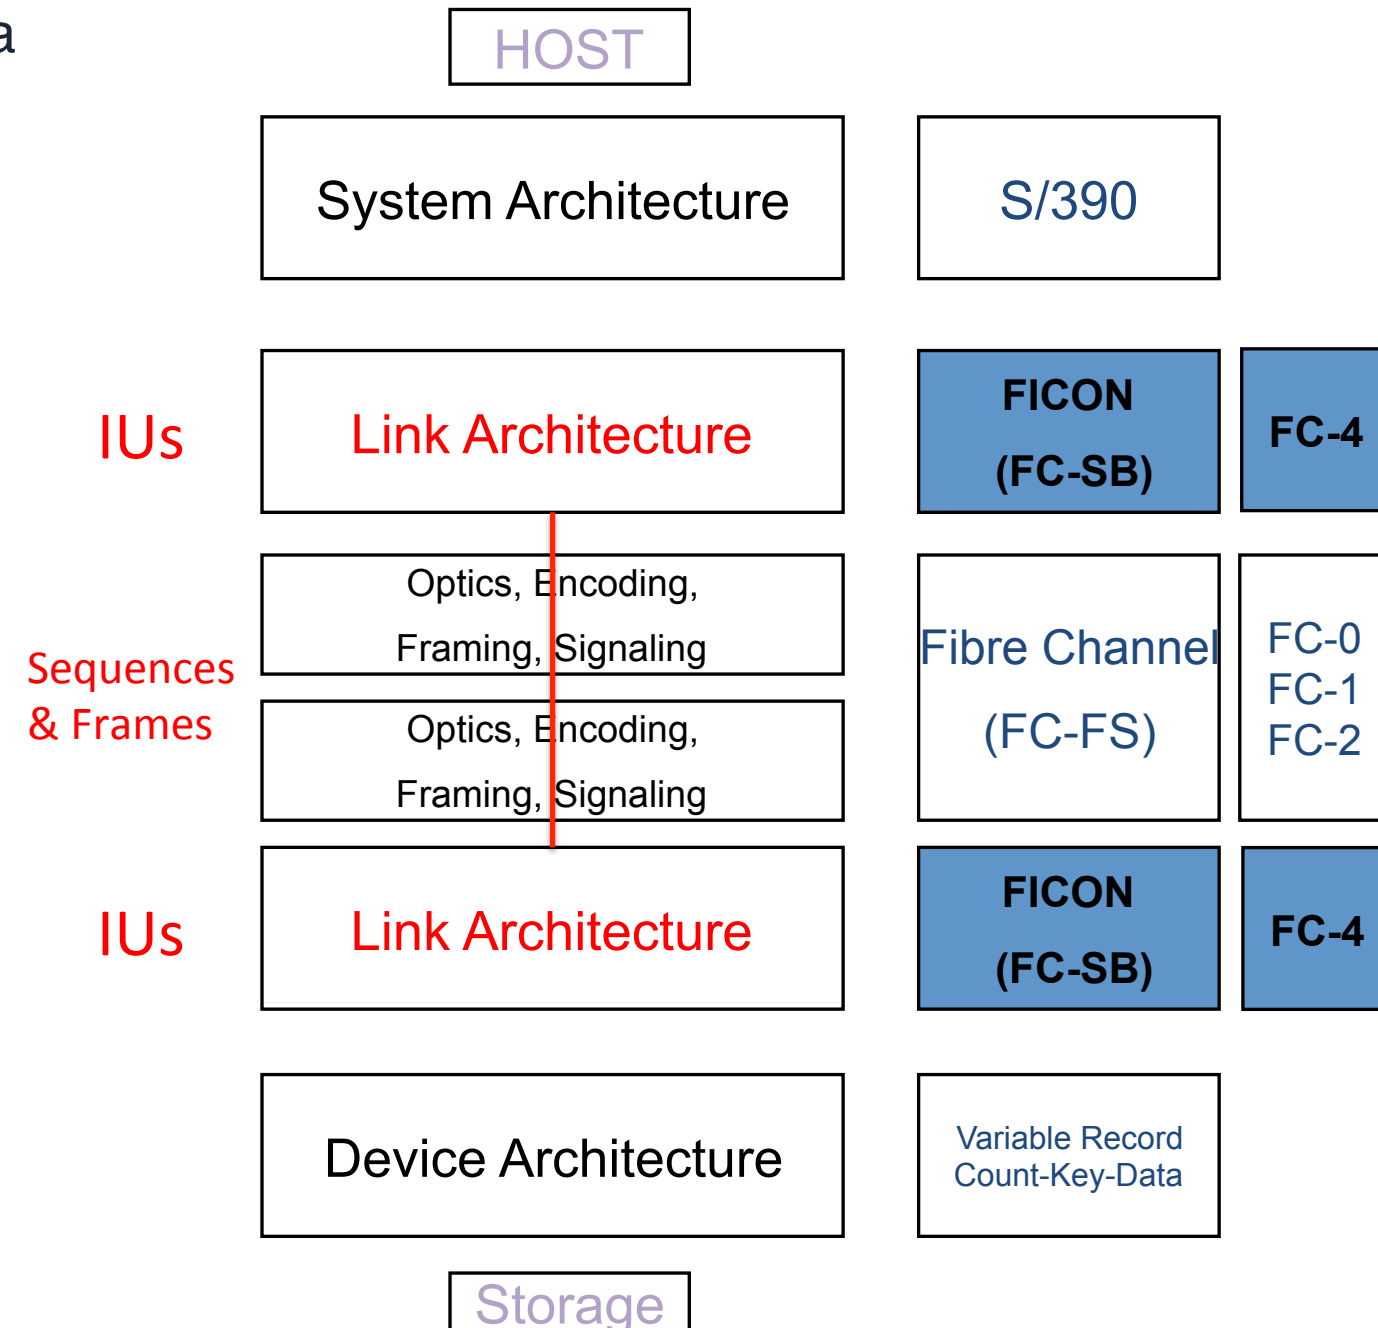 a
HOST
System Architecture
S/390
IUs
Link Architecture
FICON
(FC-SB)
FC-4
Sequences
& Frames
Optics, Encoding,
Framing, Signaling
Optics, Encoding,
Framing, Signaling
Fibre Channel
(FC-FS)
FC-0
FC-1
FC-2
IUs
Link Architecture
FICON
(FC-SB)
FC-4
Device Architecture
Variable Record
Count-Key-Data
Storage